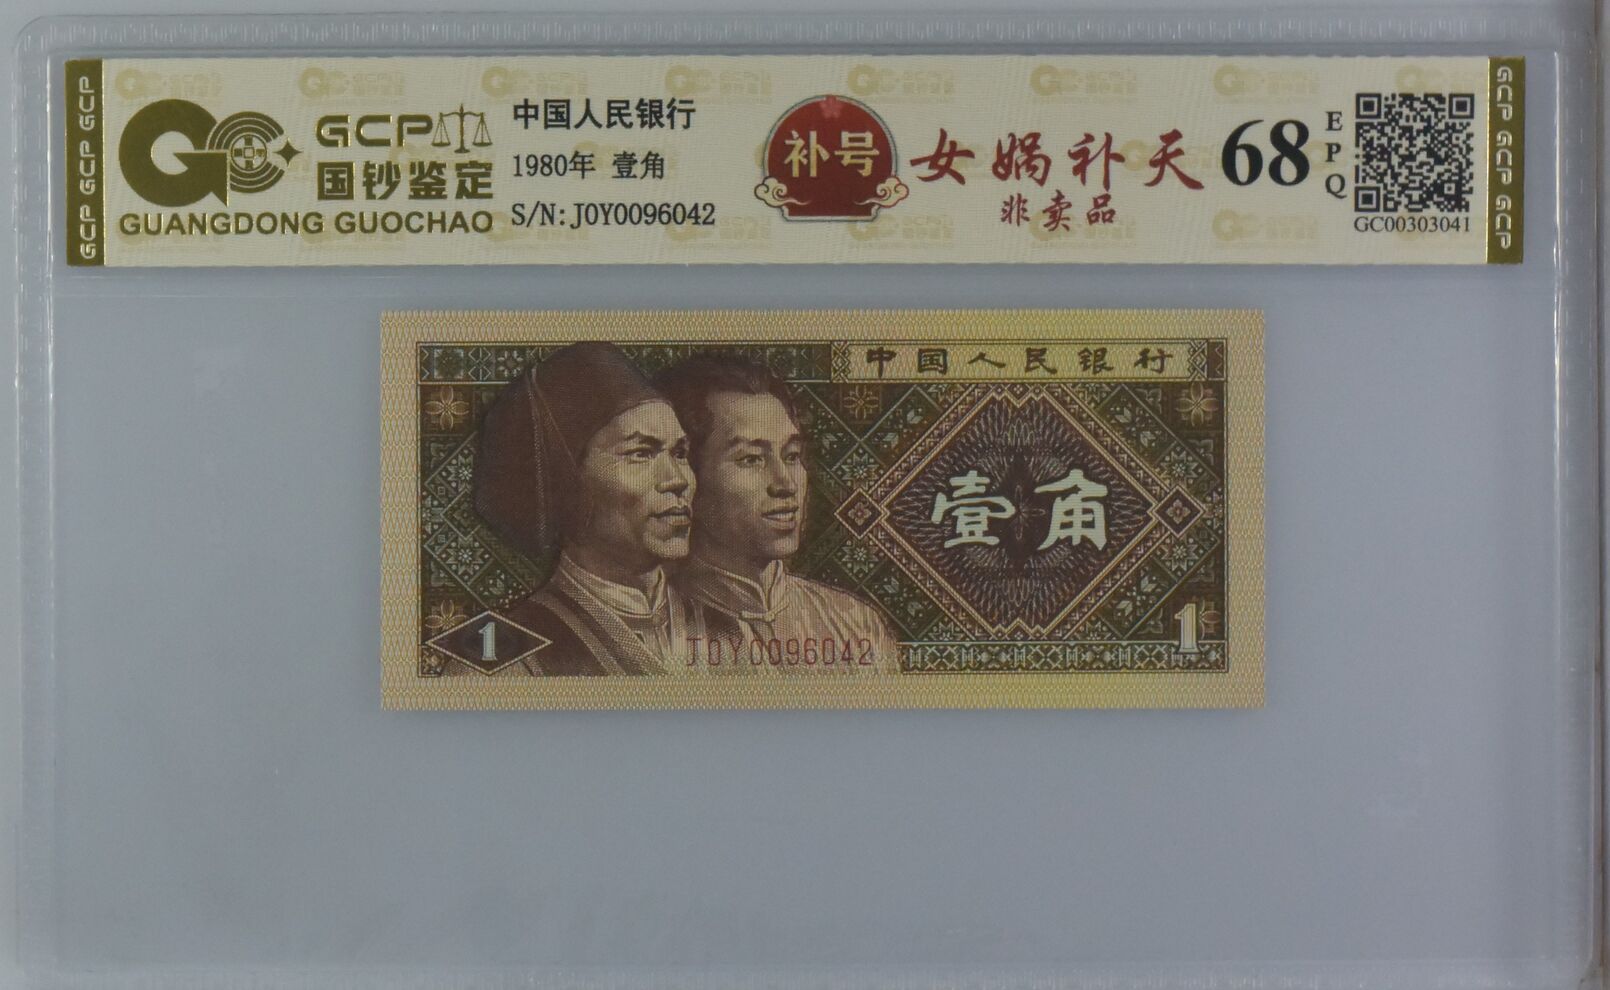 GCP GCP GCP
GCP
国钞鉴定
GUANGDONG GUOCHAO
中国人民银行
1980年 壹角
S/N:J0Y0096042
补号
女娲补天
非卖品
68
EPQ
GC00303041
GCP GCP GCP
中国人民银行
壹角
1
J0Y0096042
1